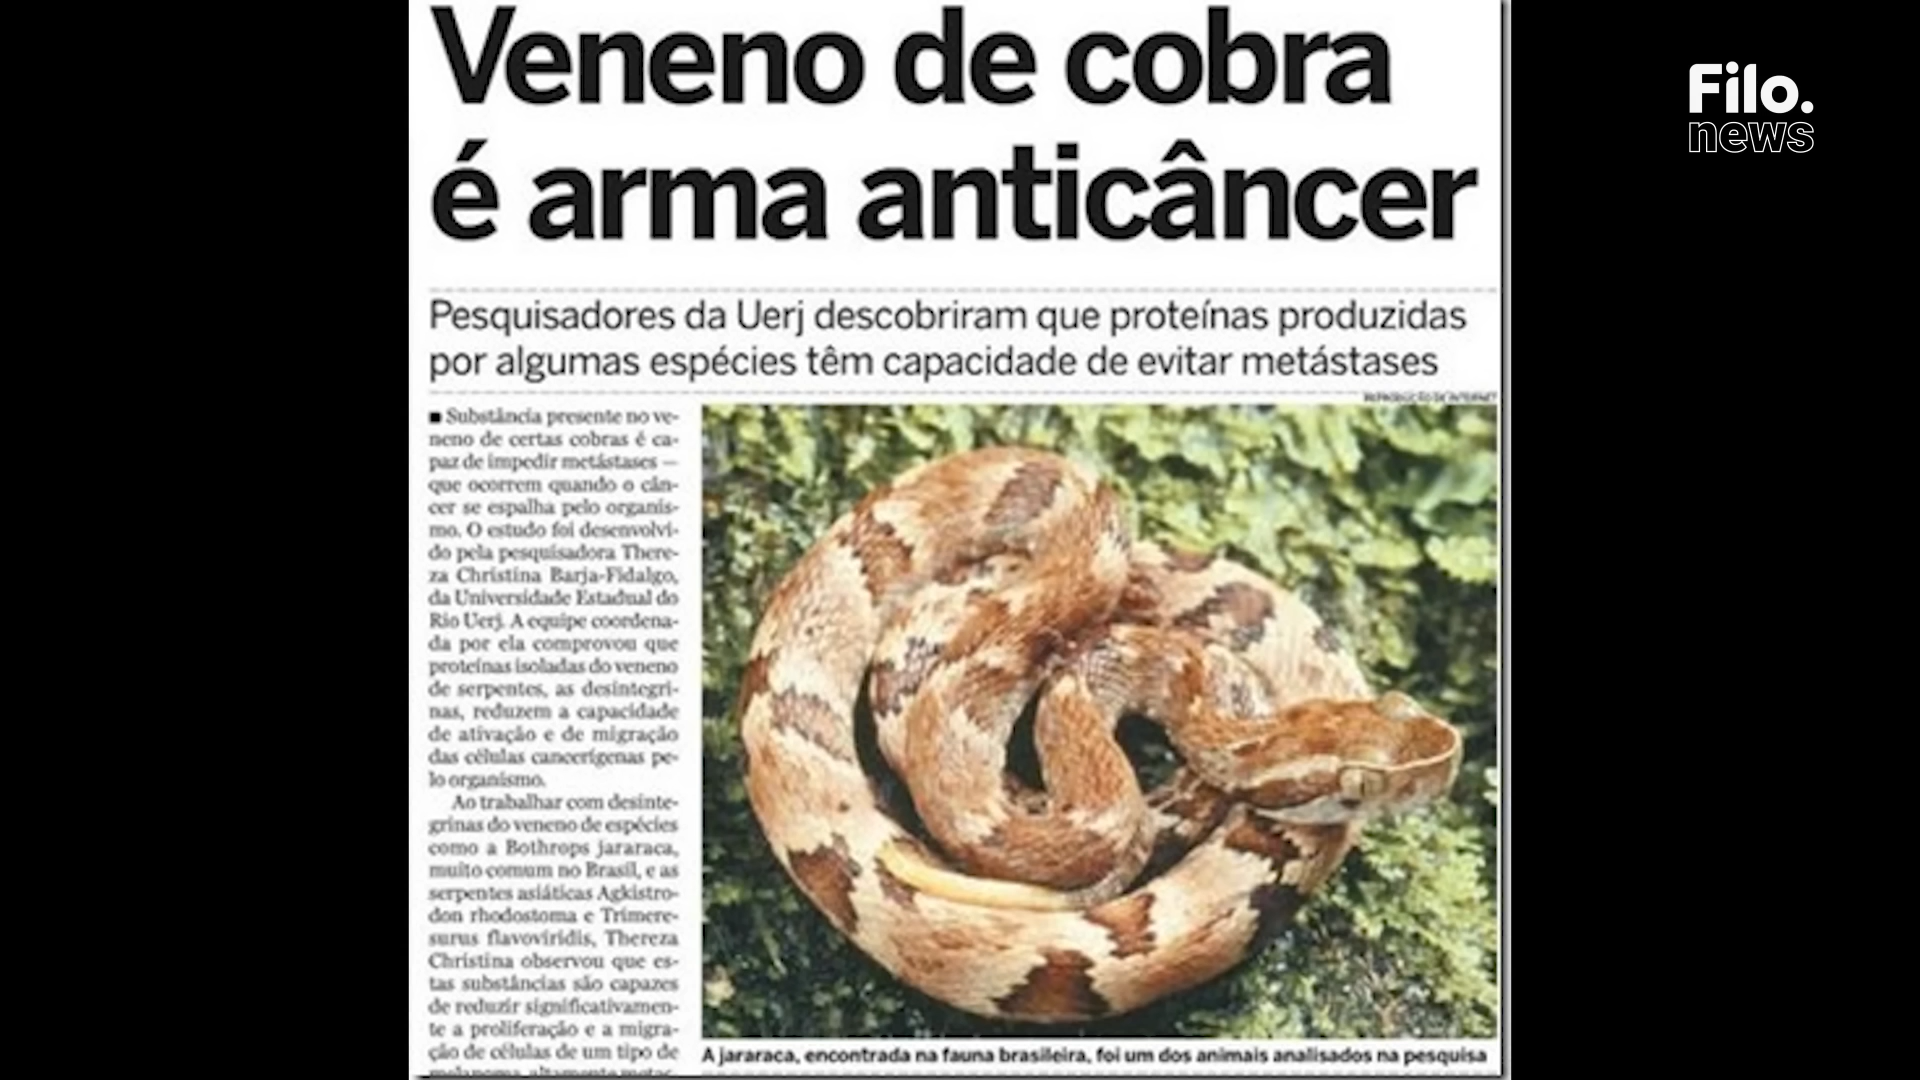 Veneno de cobra
é arma anticâncer
Filo.
news
Pesquisadores da Uerj descobriram que proteínas produzidas
por algumas espécies têm capacidade de evitar metástases
REPRODUÇÃO DE INTERNET
■ Substância presente no ve-
neno de certas cobras é ca-
paz de impedir metástases —
que ocorrem quando o cân-
cer se espalha pelo organis-
mo. O estudo foi desenvolvi-
do pela pesquisadora There-
za Christina Barja-Fidalgo,
da Universidade Estadual do
Rio Uerj. A equipe coordena-
da por ela comprovou que
proteínas isoladas do veneno
de serpentes, as desintegri-
nas, reduzem a capacidade
de ativação e de migração
das células cancerígenas pe-
lo organismo.
Ao trabalhar com desinte-
grinas do veneno de espécies
como a Bothrops jararaca,
muito comum no Brasil, e as
serpentes asiáticas Agkistro-
don rhodostoma e Trimere-
surus flavoviridis, Thereza
Christina observou que es-
tas substâncias são capazes
de reduzir significativamen-
te a proliferação e a migra-
ção de células de um tipo de
A jararaca, encontrada na fauna brasileira, foi um dos animais analisados na pesquisa